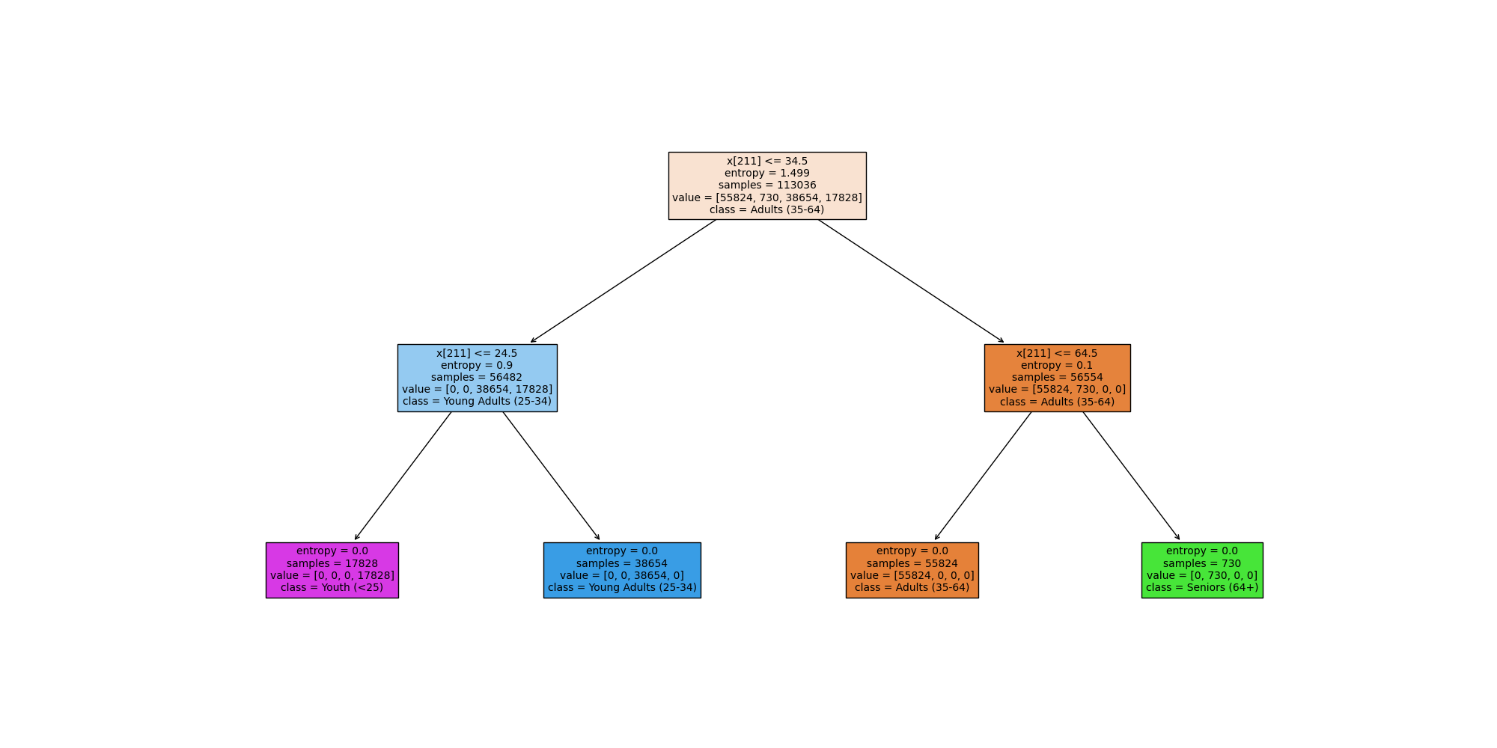 x[211] <= 34.5
entropy = 1.499
samples = 113036
value = [55824, 730, 38654, 17828]
class = Adults (35-64)
x[211] <= 24.5
entropy = 0.9
samples = 56482
value = [0, 0, 38654, 17828]
class = Young Adults (25-34)
x[211] <= 64.5
entropy = 0.1
samples = 56554
value = [55824, 730, 0, 0]
class = Adults (35-64)
entropy = 0.0
samples = 17828
value = [0, 0, 0, 17828]
class = Youth (<25)
entropy = 0.0
samples = 38654
value = [0, 0, 38654, 0]
class = Young Adults (25-34)
entropy = 0.0
samples = 55824
value = [55824, 0, 0, 0]
class = Adults (35-64)
entropy = 0.0
samples = 730
value = [0, 730, 0, 0]
class = Seniors (64+)